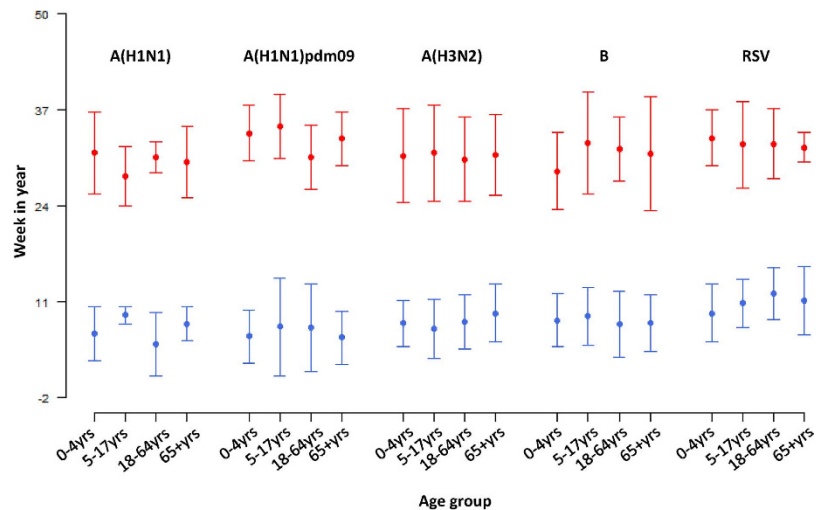 50
A(H1N1) A(H1N1)pdm09 A(H3N2) B RSV
37
Week in year
24
11
-2
0-4yrs 5-17yrs 18-64yrs 65+yrs 0-4yrs 5-17yrs 18-64yrs 65+yrs 0-4yrs 5-17yrs 18-64yrs 65+yrs 0-4yrs 5-17yrs 18-64yrs 65+yrs 0-4yrs 5-17yrs 18-64yrs 65+yrs
Age group